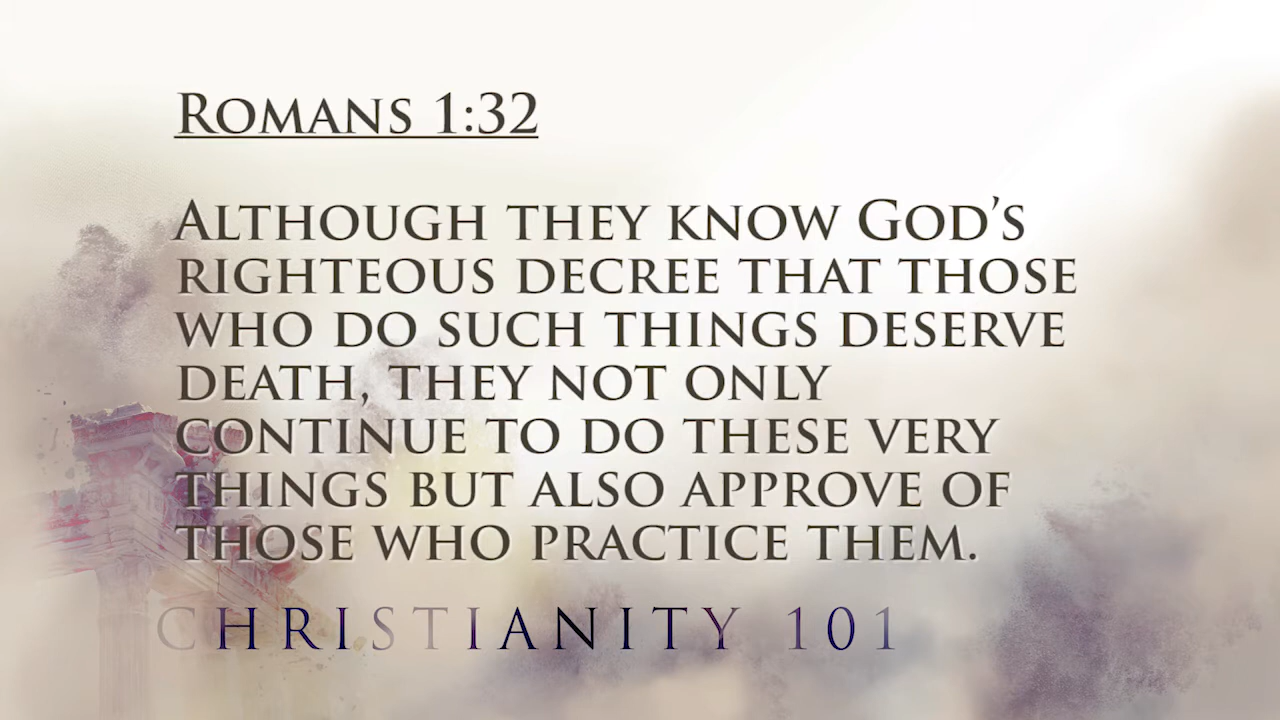 Romans 1:32
Although they know God's
righteous decree that those
who do such things deserve
death, they not only
continue to do these very
things but also approve of
those who practice them.
CHRISTIANITY 101